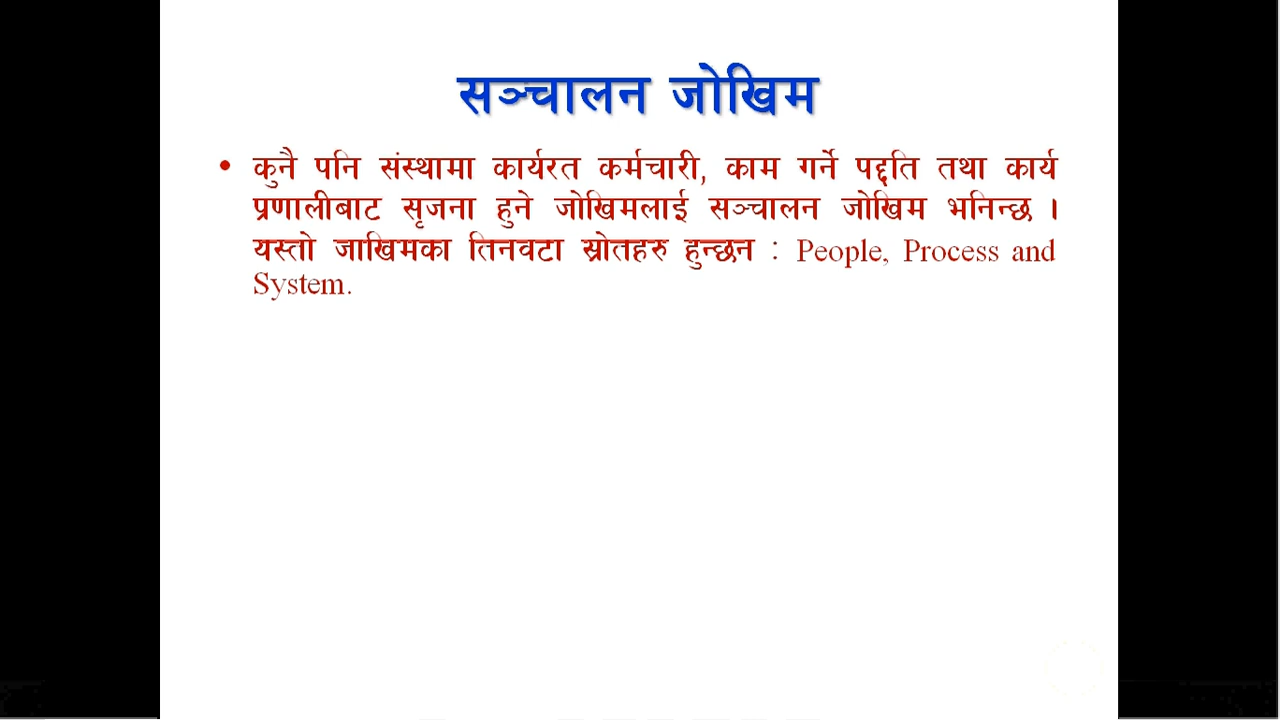 सञ्चालन जोखिम
• कुनै पनि संस्थामा कार्यरत कर्मचारी, काम गर्ने पद्दति तथा कार्य
प्रणालीबाट सृजना हुने जोखिमलाई सञ्चालन जोखिम भनिन्छ ।
यस्तो जाखिमका तिनवटा स्रोतहरु हुन्छन : People, Process and
System.